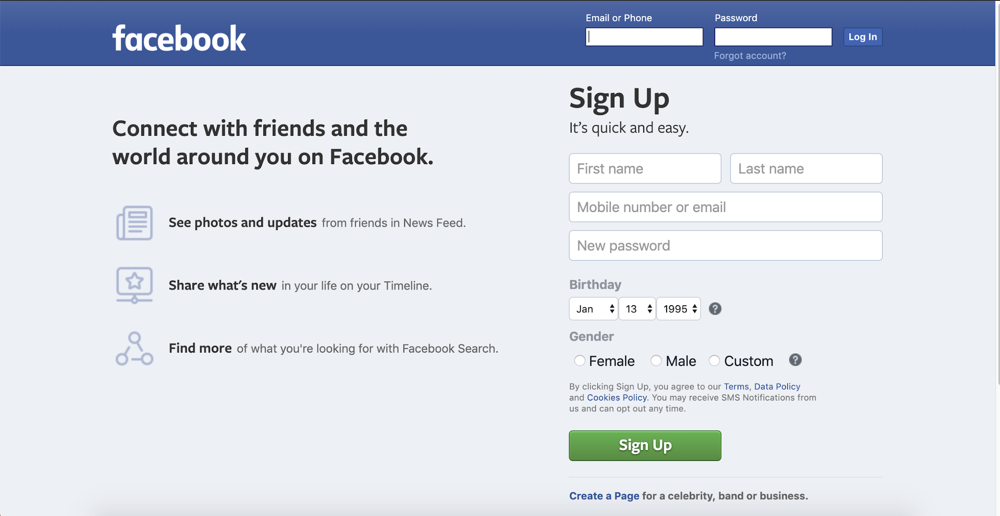 facebook
Email or Phone
Password
Log In
Forgot account?
Connect with friends and the
world around you on Facebook.
See photos and updates from friends in News Feed.
Share what's new in your life on your Timeline.
Find more of what you're looking for with Facebook Search.
Sign Up
It’s quick and easy.
First name
Last name
Mobile number or email
New password
Birthday
Jan 13 1995 ?
Gender
Female Male Custom ?
By clicking Sign Up, you agree to our Terms, Data Policy
and Cookies Policy. You may receive SMS Notifications from
us and can opt out any time.
Sign Up
Create a Page for a celebrity, band or business.